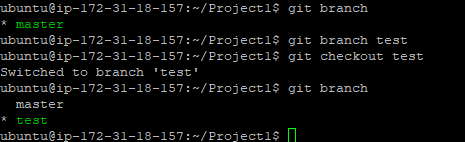 ubuntu@ip-172-31-18-157:~/Project1$ git branch
* master
ubuntu@ip-172-31-18-157:~/Project1$ git branch test
ubuntu@ip-172-31-18-157:~/Project1$ git checkout test
Switched to branch 'test'
ubuntu@ip-172-31-18-157:~/Project1$ git branch
  master
* test
ubuntu@ip-172-31-18-157:~/Project1$